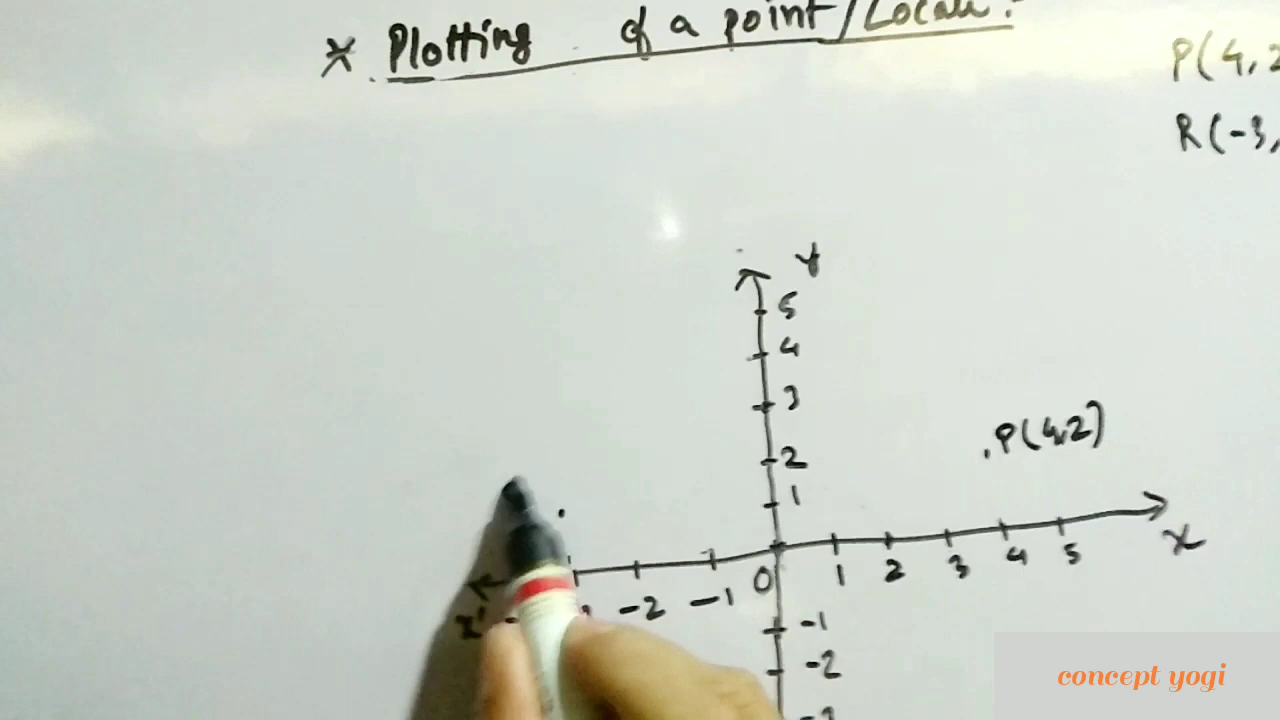 * Plotting of a point / Locate:
P(4, 2
R(-3,
Y
5
4
3
P(4,2)
2
1
X
0 1 2 3 4 5
-2 -1
x'
-1
-2
concept yogi